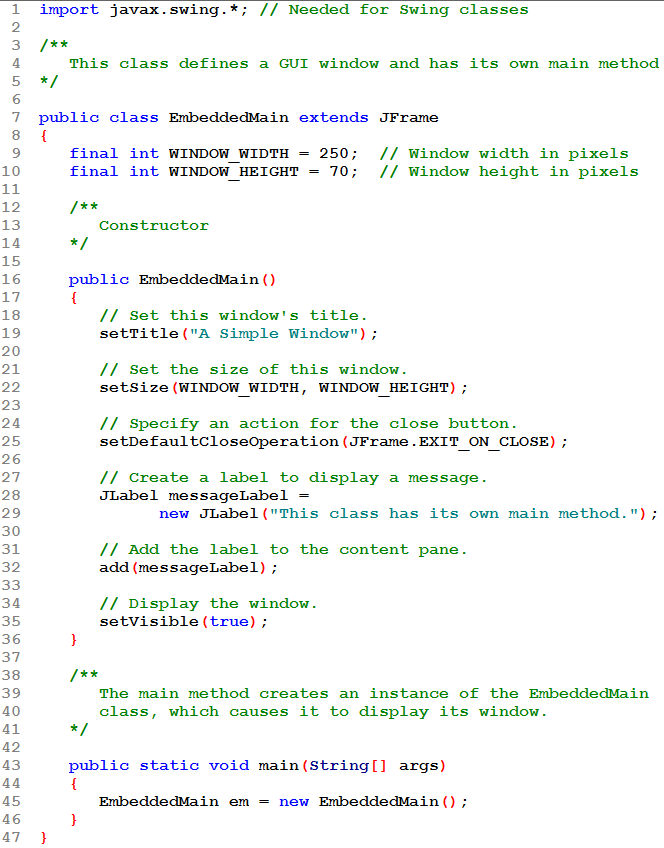 1 import javax.swing.*; // Needed for Swing classes
2
3 /**
4    This class defines a GUI window and has its own main method
5 */
6
7 public class EmbeddedMain extends JFrame
8 {
9    final int WINDOW_WIDTH = 250;  // Window width in pixels
10    final int WINDOW_HEIGHT = 70;  // Window height in pixels
11
12    /**
13       Constructor
14    */
15
16    public EmbeddedMain()
17    {
18       // Set this window's title.
19       setTitle("A Simple Window");
20
21       // Set the size of this window.
22       setSize(WINDOW_WIDTH, WINDOW_HEIGHT);
23
24       // Specify an action for the close button.
25       setDefaultCloseOperation(JFrame.EXIT_ON_CLOSE);
26
27       // Create a label to display a message.
28       JLabel messageLabel =
29             new JLabel("This class has its own main method.");
30
31       // Add the label to the content pane.
32       add(messageLabel);
33
34       // Display the window.
35       setVisible(true);
36    }
37
38    /**
39       The main method creates an instance of the EmbeddedMain
40       class, which causes it to display its window.
41    */
42
43    public static void main(String[] args)
44    {
45       EmbeddedMain em = new EmbeddedMain();
46    }
47 }